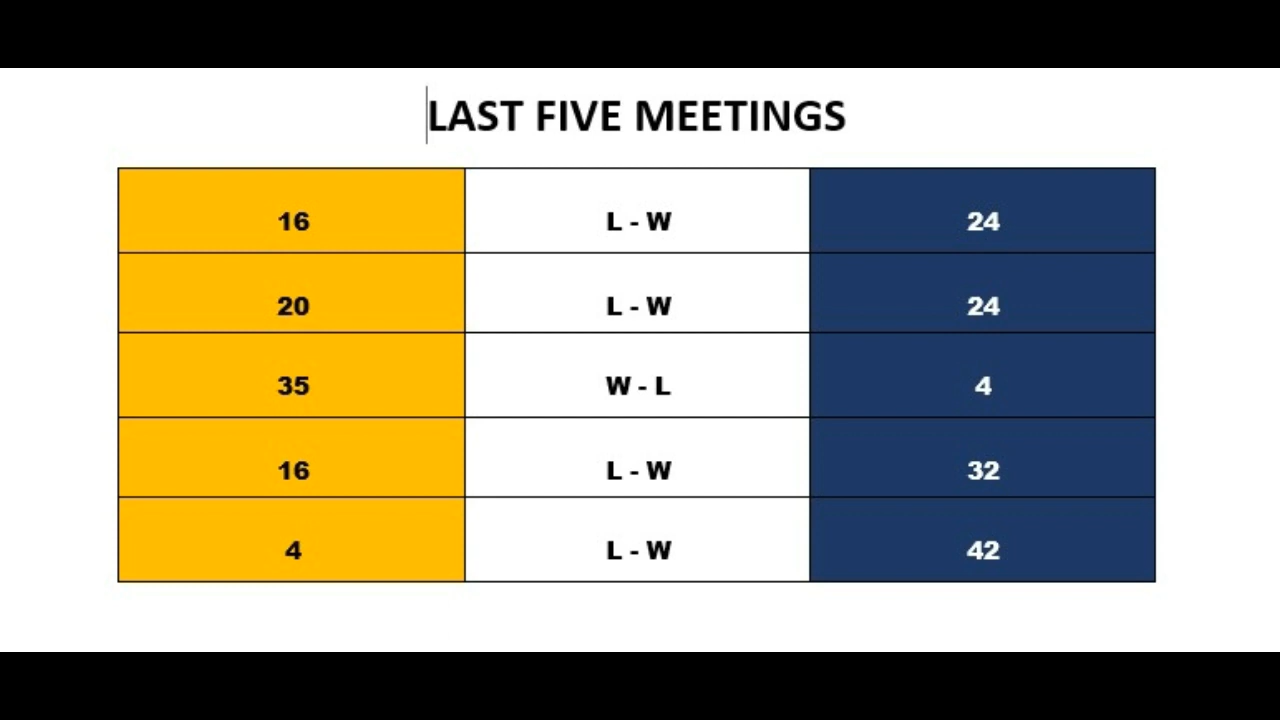 LAST FIVE MEETINGS
16 L - W 24
20 L - W 24
35 W - L 4
16 L - W 32
4 L - W 42